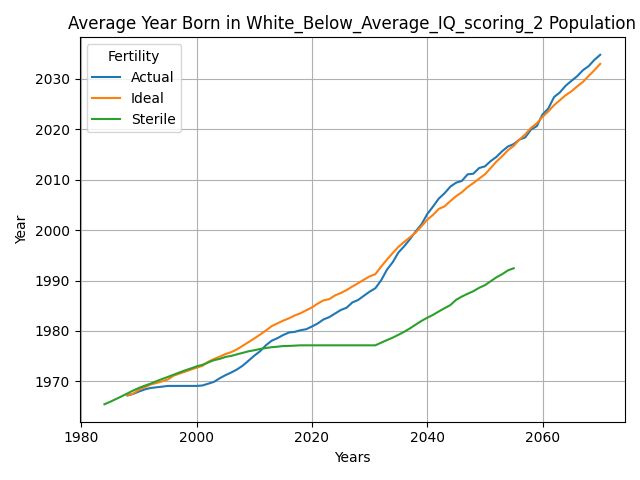 Average Year Born in White_Below_Average_IQ_scoring_2 Population
Fertility
Actual
Ideal
Sterile
Year
2030
2020
2010
2000
1990
1980
1970
1980 2000 2020 2040 2060
Years